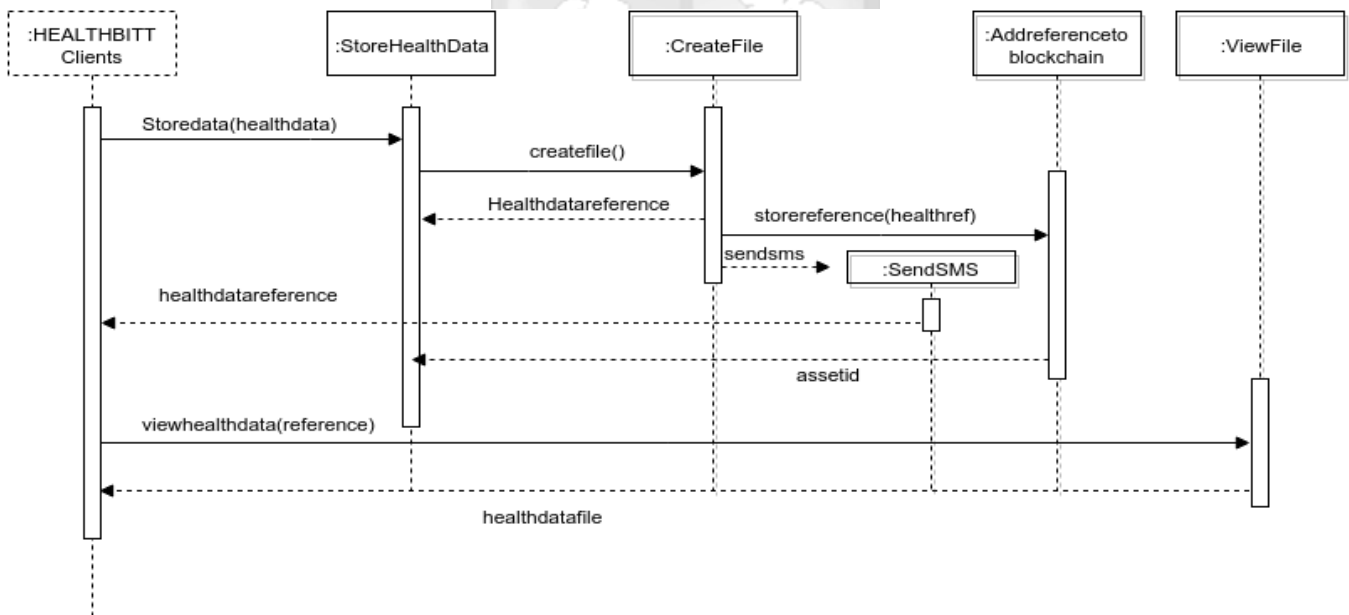 :HEALTHBITT
Clients
:StoreHealthData
:CreateFile
:Addreferenceto
blockchain
:ViewFile
Storedata(healthdata)
createfile()
Healthdatareference
storereference(healthref)
sendsms
:SendSMS
healthdatareference
assetid
viewhealthdata(reference)
healthdatafile